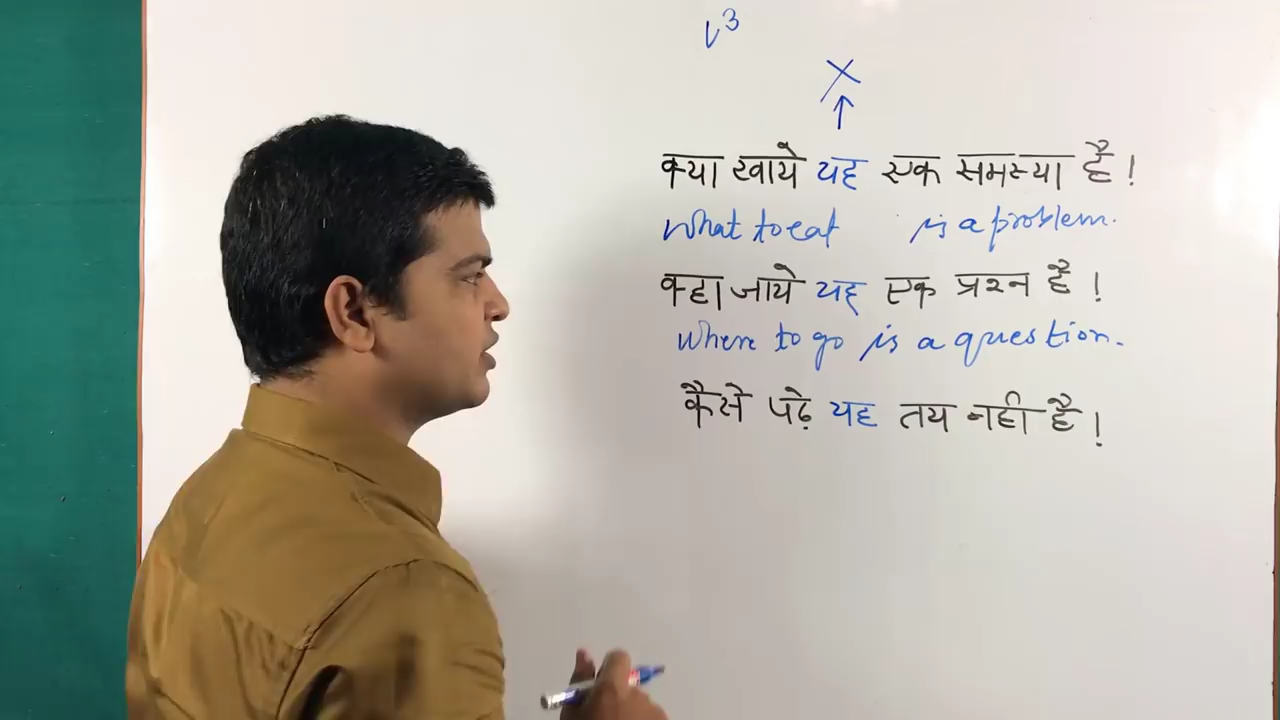 V3
X
↑
क्या खाये यह एक समस्या है!
What to eat is a problem.
कहा जाये यह एक प्रश्न है!
Where to go is a question.
कैसे पढ़े यह तय नही है!